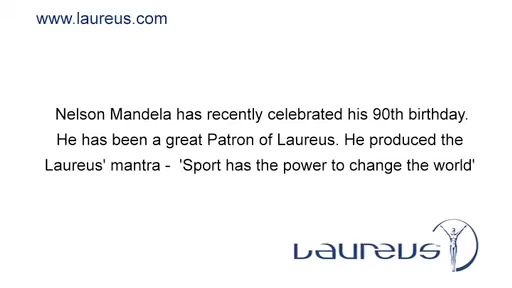 www.laureus.com
Nelson Mandela has recently celebrated his 90th birthday.
He has been a great Patron of Laureus. He produced the
Laureus' mantra - 'Sport has the power to change the world'
Laureus